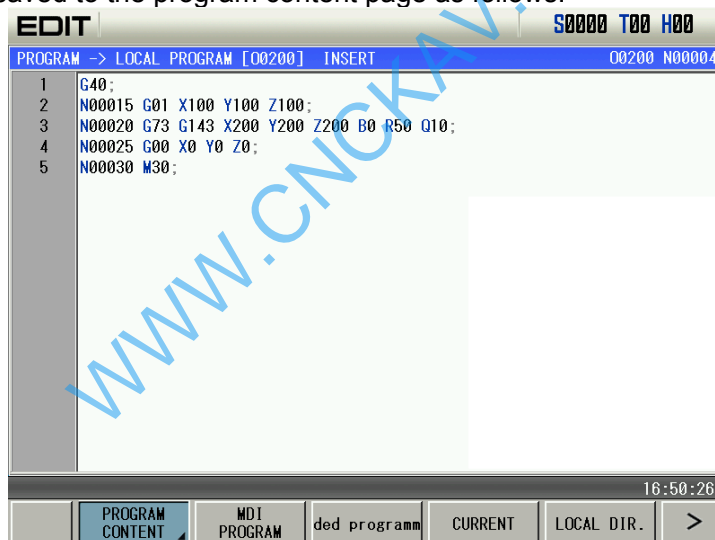 saved to the program content page as follows:
EDIT S0000 T00 H00
PROGRAM -> LOCAL PROGRAM [O0200] INSERT O0200 N00004
1 G40;
2 N00015 G01 X100 Y100 Z100;
3 N00020 G73 G143 X200 Y200 Z200 B0 R50 Q10;
4 N00025 G00 X0 Y0 Z0;
5 N00030 M30;
WWW.CNCKAV.
16:50:26
PROGRAM CONTENT MDI PROGRAM ded programm CURRENT LOCAL DIR. >